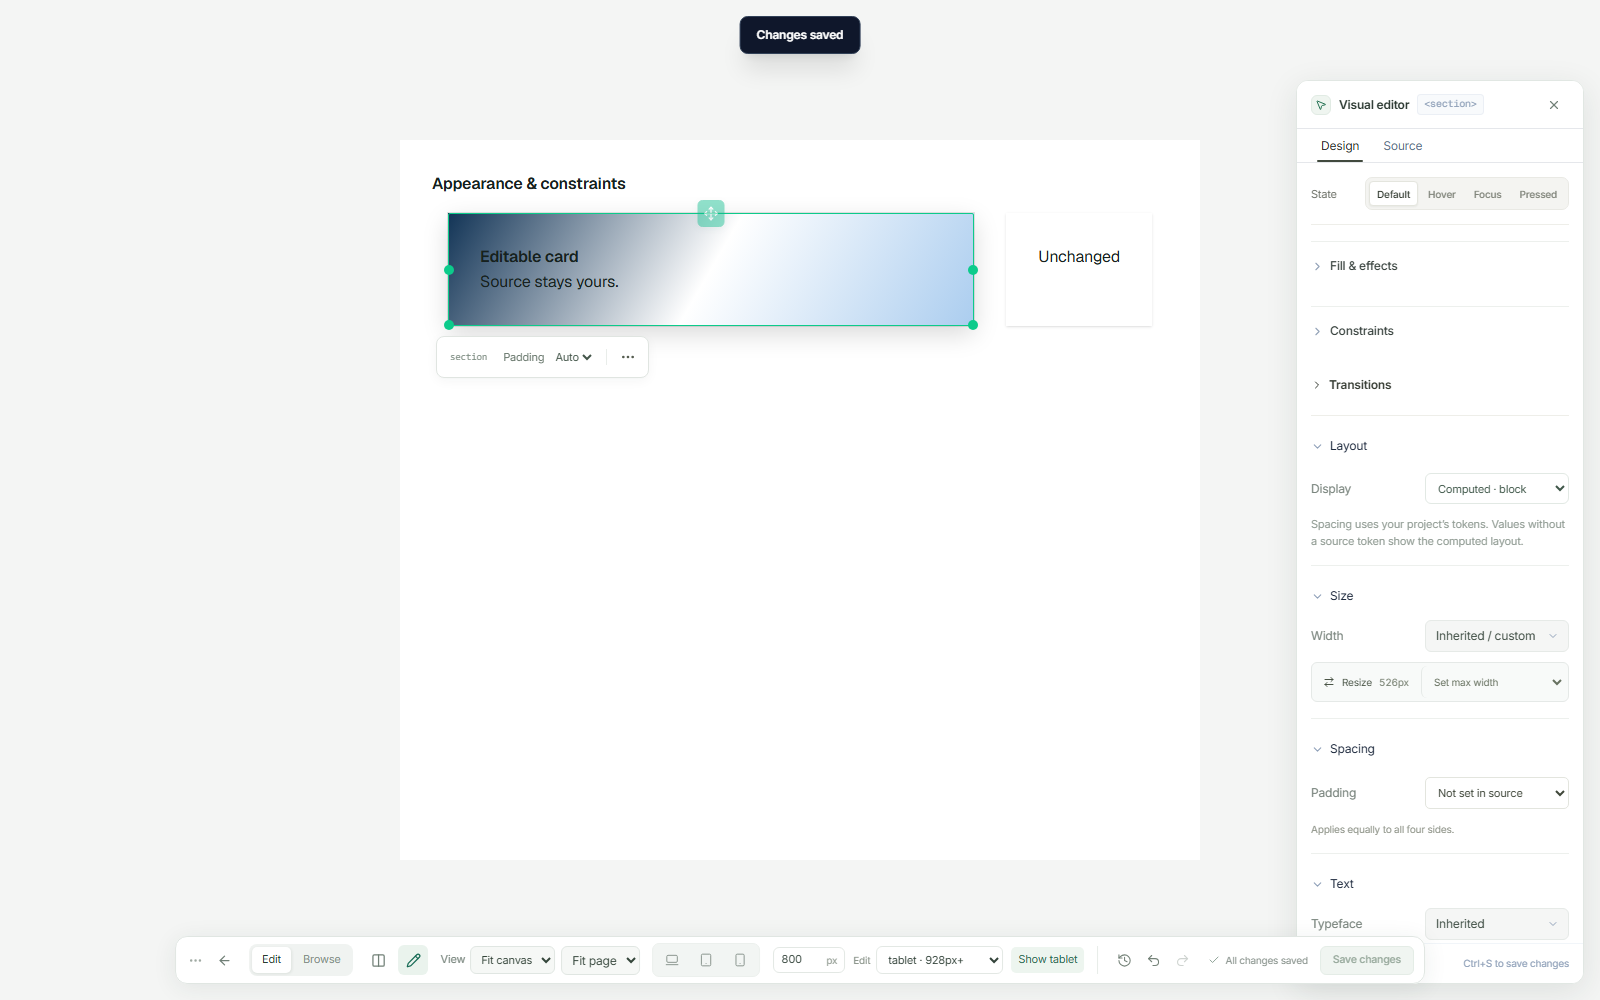 Changes saved
Visual editor <section>
Design Source
State Default Hover Focus Pressed
Fill & effects
Constraints
Transitions
Layout
Display Computed · block
Spacing uses your project's tokens. Values without
a source token show the computed layout.
Size
Width Inherited / custom
Resize 526px Set max width
Spacing
Padding Not set in source
Applies equally to all four sides.
Text
Typeface Inherited
Ctrl+S to save changes
Appearance & constraints
Editable card
Source stays yours.
Unchanged
section Padding Auto
Edit Browse View Fit canvas Fit page 800 px Edit tablet · 928px+ Show tablet All changes saved Save changes